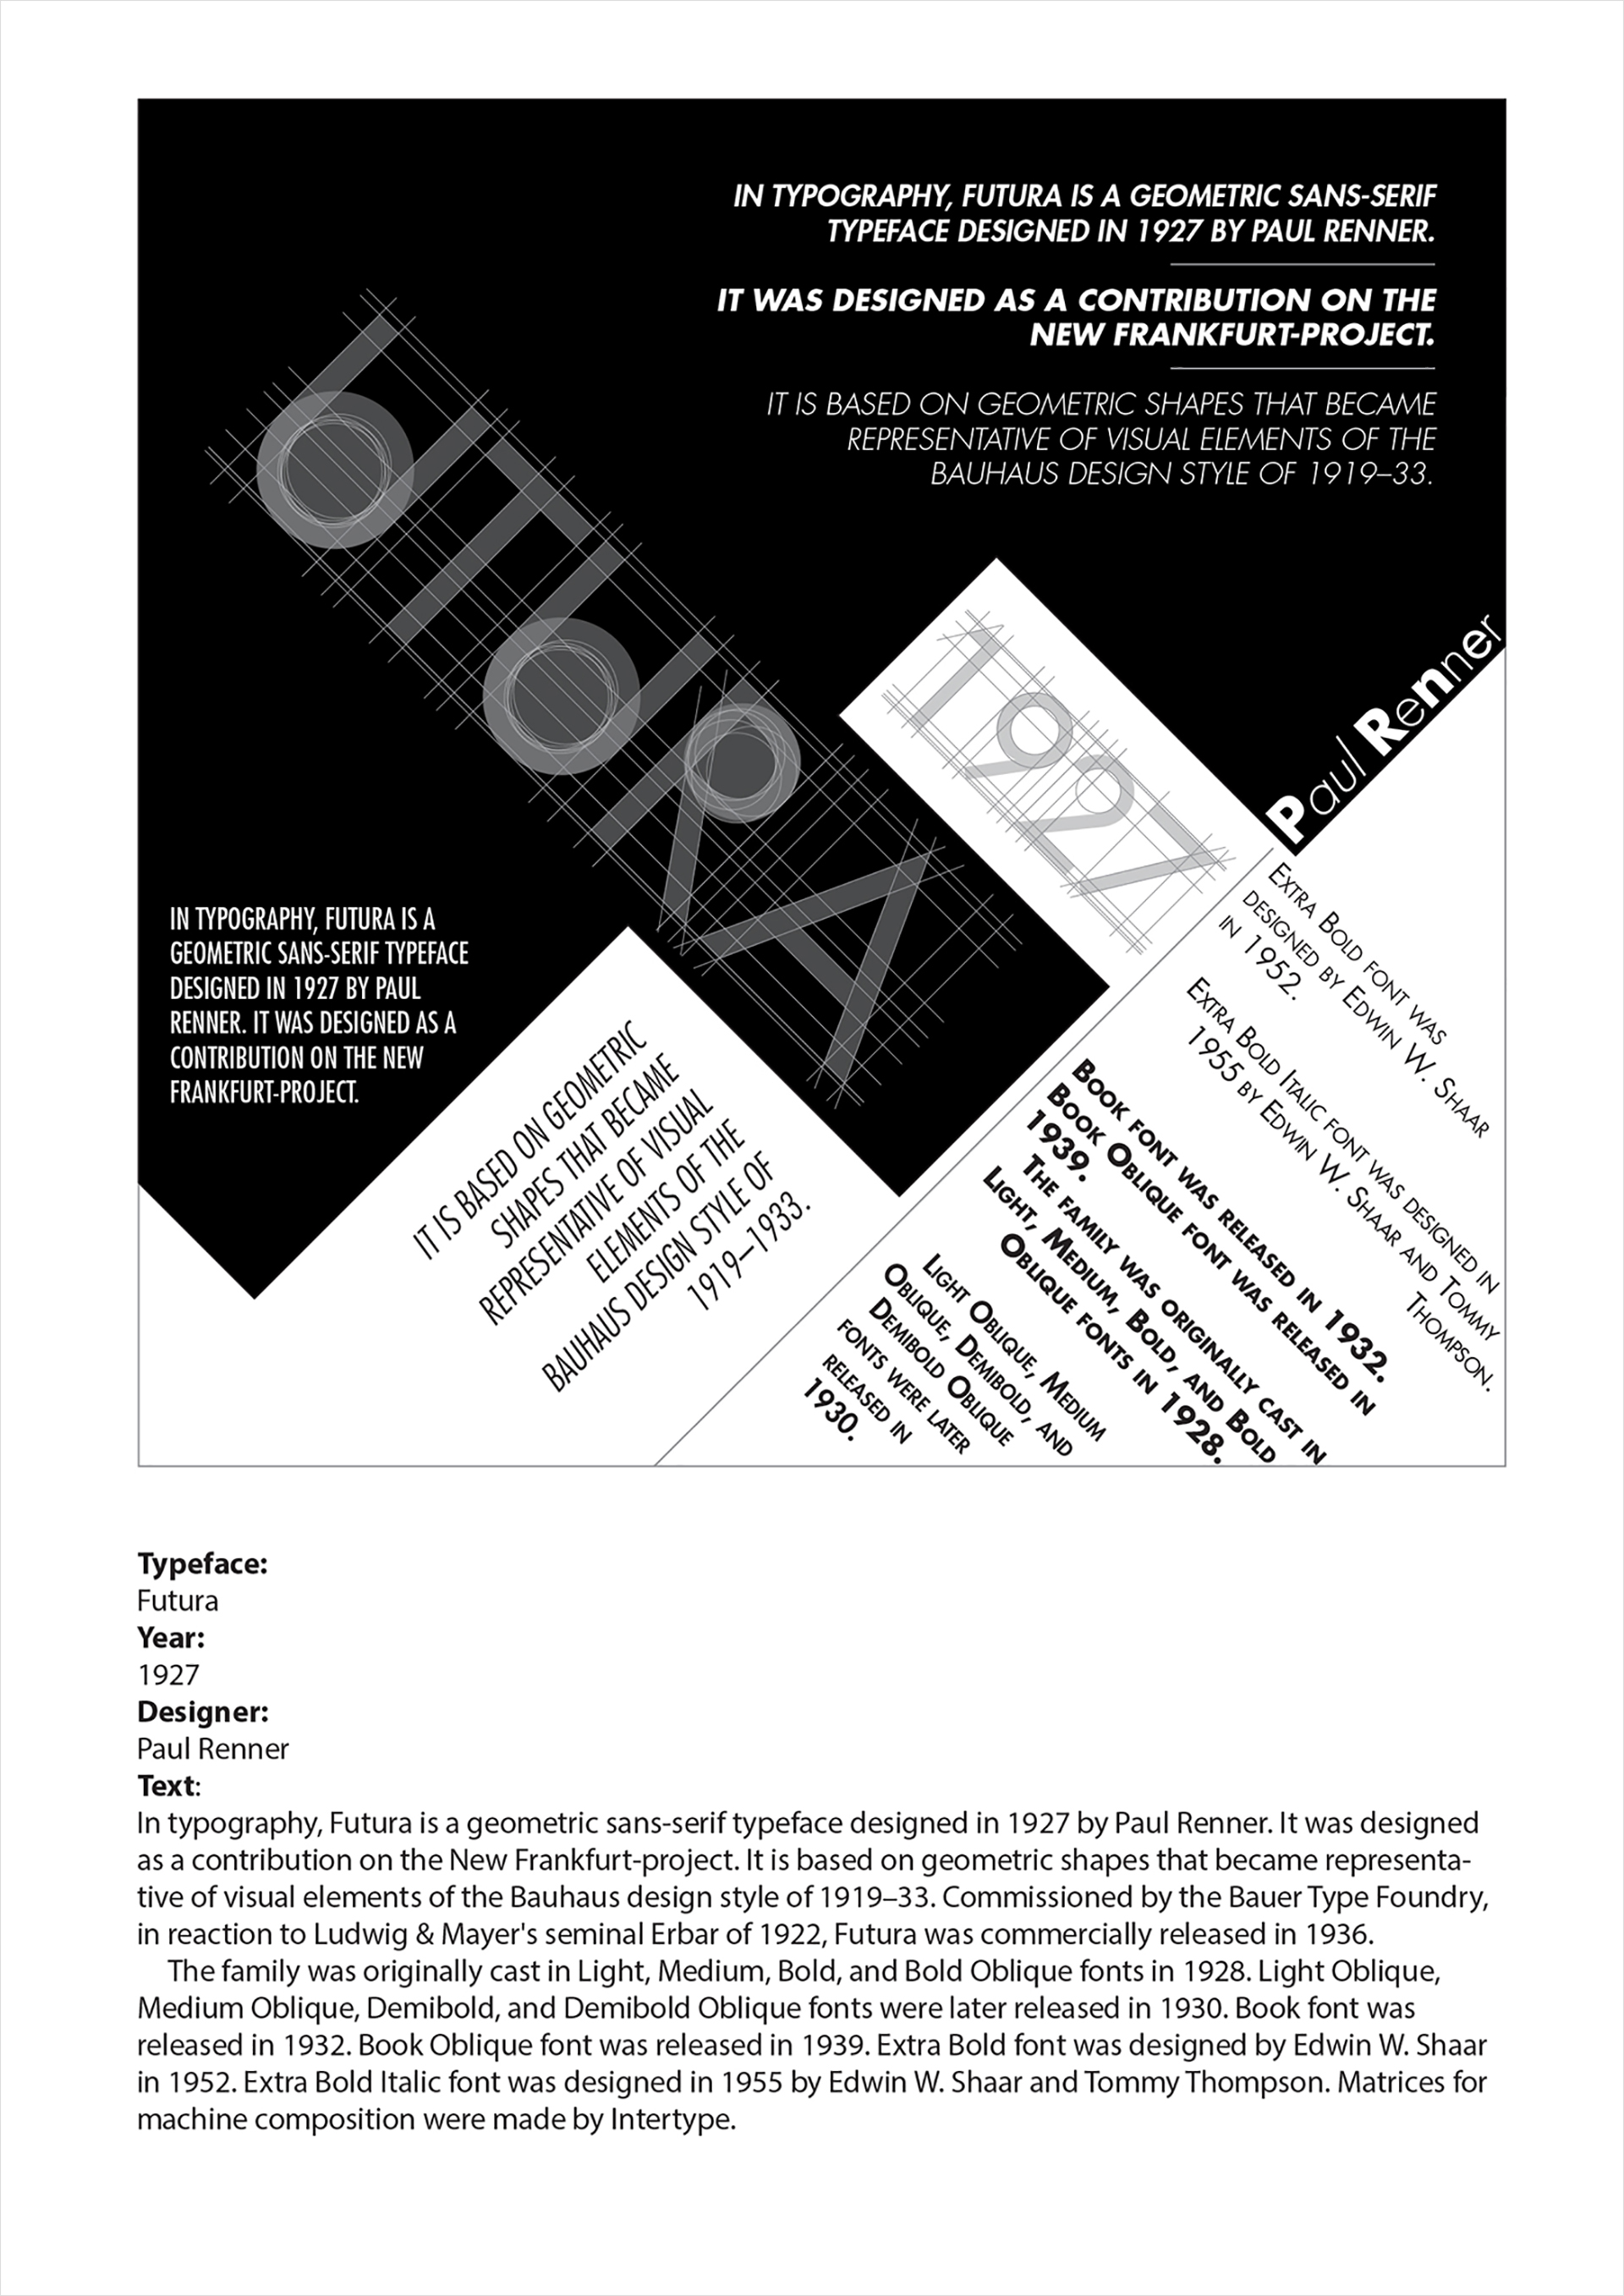 IN TYPOGRAPHY, FUTURA IS A GEOMETRIC SANS-SERIF
TYPEFACE DESIGNED IN 1927 BY PAUL RENNER.
IT WAS DESIGNED AS A CONTRIBUTION ON THE
NEW FRANKFURT-PROJECT.
IT IS BASED ON GEOMETRIC SHAPES THAT BECAME
REPRESENTATIVE OF VISUAL ELEMENTS OF THE
BAUHAUS DESIGN STYLE OF 1919–33.
1927
Paul Renner
IN TYPOGRAPHY, FUTURA IS A
GEOMETRIC SANS-SERIF TYPEFACE
DESIGNED IN 1927 BY PAUL
RENNER. IT WAS DESIGNED AS A
CONTRIBUTION ON THE NEW
FRANKFURT-PROJECT.
IT IS BASED ON GEOMETRIC
SHAPES THAT BECAME
REPRESENTATIVE OF VISUAL
ELEMENTS OF THE
BAUHAUS DESIGN STYLE OF
1919–1933.
EXTRA BOLD FONT WAS
DESIGNED BY EDWIN W. SHAAR
IN 1952.
EXTRA BOLD ITALIC FONT WAS DESIGNED IN
1955 BY EDWIN W. SHAAR AND TOMMY
THOMPSON.
BOOK FONT WAS RELEASED IN 1932.
BOOK OBLIQUE FONT WAS RELEASED IN
1939.
THE FAMILY WAS ORIGINALLY CAST IN
LIGHT, MEDIUM, BOLD, AND BOLD
OBLIQUE FONTS IN 1928.
LIGHT OBLIQUE, MEDIUM
OBLIQUE, DEMIBOLD, AND
DEMIBOLD OBLIQUE
FONTS WERE LATER
RELEASED IN
1930.
Typeface:
Futura
Year:
1927
Designer:
Paul Renner
Text:
In typography, Futura is a geometric sans-serif typeface designed in 1927 by Paul Renner. It was designed
as a contribution on the New Frankfurt-project. It is based on geometric shapes that became representa-
tive of visual elements of the Bauhaus design style of 1919–33. Commissioned by the Bauer Type Foundry,
in reaction to Ludwig & Mayer's seminal Erbar of 1922, Futura was commercially released in 1936.
The family was originally cast in Light, Medium, Bold, and Bold Oblique fonts in 1928. Light Oblique,
Medium Oblique, Demibold, and Demibold Oblique fonts were later released in 1930. Book font was
released in 1932. Book Oblique font was released in 1939. Extra Bold font was designed by Edwin W. Shaar
in 1952. Extra Bold Italic font was designed in 1955 by Edwin W. Shaar and Tommy Thompson. Matrices for
machine composition were made by Intertype.